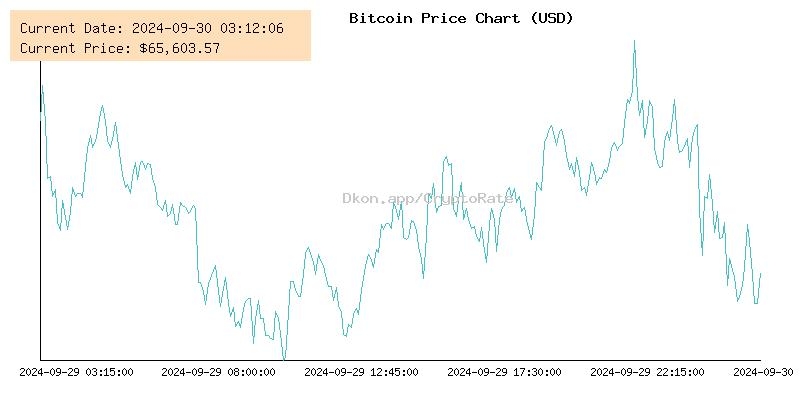 Bitcoin Price Chart (USD)
Current Date: 2024-09-30 03:12:06
Current Price: $65,603.57
Dkon.app/CryptoRate
2024-09-29 03:15:00 2024-09-29 08:00:00 2024-09-29 12:45:00 2024-09-29 17:30:00 2024-09-29 22:15:00 2024-09-30